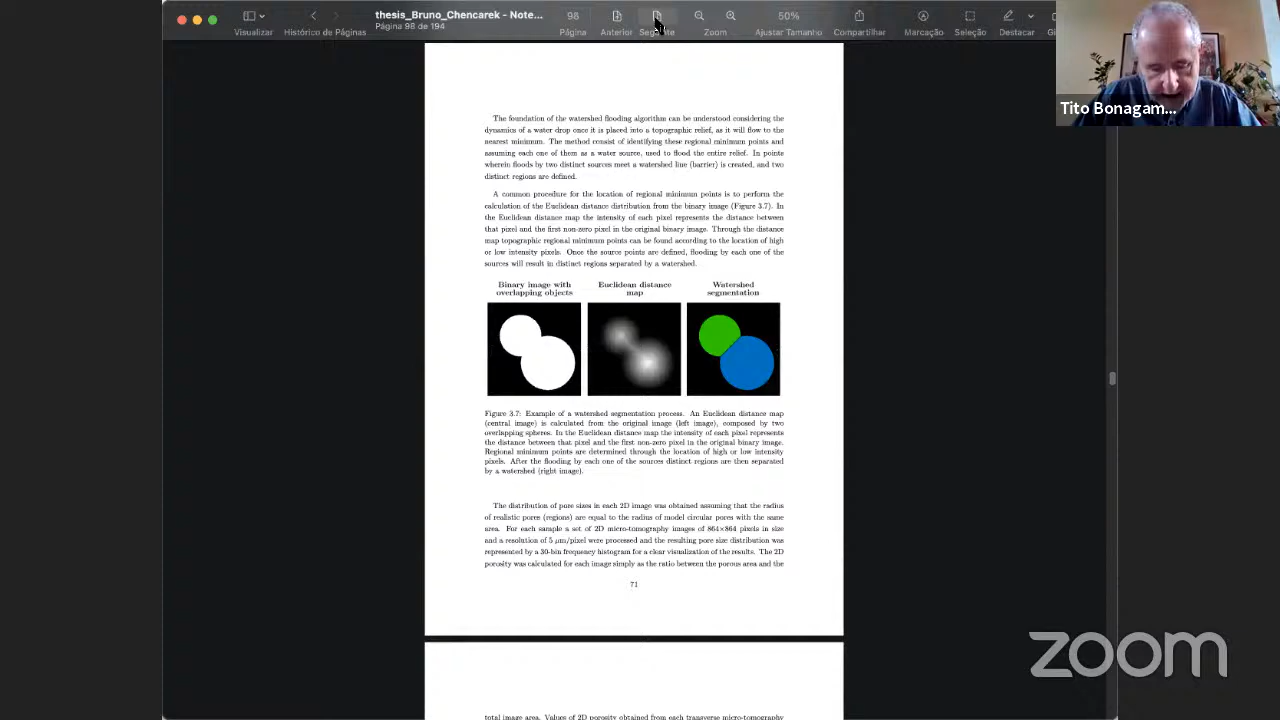 thesis_Bruno_Chencarek - Note...
Página 98 de 194
Visualizar
Histórico de Páginas
98
Página
Anterior
Seguinte
Zoom
50%
Ajustar Tamanho
Compartilhar
Marcação
Seleção
Destacar
Tito Bonagam...
The foundation of the watershed flooding algorithm can be understood considering the
dynamics of a water drop once it is placed into a topographic relief, as it will flow to the
nearest minimum. The method consist of identifying these regional minimum points and
assuming each one of them as a water source, used to flood the entire relief. In points
wherein floods by two distinct sources meet a watershed line (barrier) is created, and two
distinct regions are defined.
A common procedure for the location of regional minimum points is to perform the
calculation of the Euclidean distance distribution from the binary image (Figure 3.7). In
the Euclidean distance map the intensity of each pixel represents the distance between
that pixel and the first non-zero pixel in the original binary image. Through the distance
map topographic regional minimum points can be found according to the location of high
or low intensity pixels. Once the source points are defined, flooding by each one of the
sources will result in distinct regions separated by a watershed.
Binary image with
overlapping objects
Euclidean distance
map
Watershed
segmentation
Figure 3.7: Example of a watershed segmentation process. An Euclidean distance map
(central image) is calculated from the original image (left image), composed by two
overlapping spheres. In the Euclidean distance map the intensity of each pixel represents
the distance between that pixel and the first non-zero pixel in the original binary image.
Regional minimum points are determined through the location of high or low intensity
pixels. After the flooding by each one of the sources distinct regions are then separated
by a watershed (right image).
The distribution of pore sizes in each 2D image was obtained assuming that the radius
of realistic pores (regions) are equal to the radius of model circular pores with the same
area. For each sample a set of 2D micro-tomography images of 864×864 pixels in size
and a resolution of 5 μm/pixel were processed and the resulting pore size distribution was
represented by a 30-bin frequency histogram for a clear visualization of the results. The 2D
porosity was calculated for each image simply as the ratio between the porous area and the
71
total image area. Values of 2D porosity obtained from each transverse micro-tomography
zoom